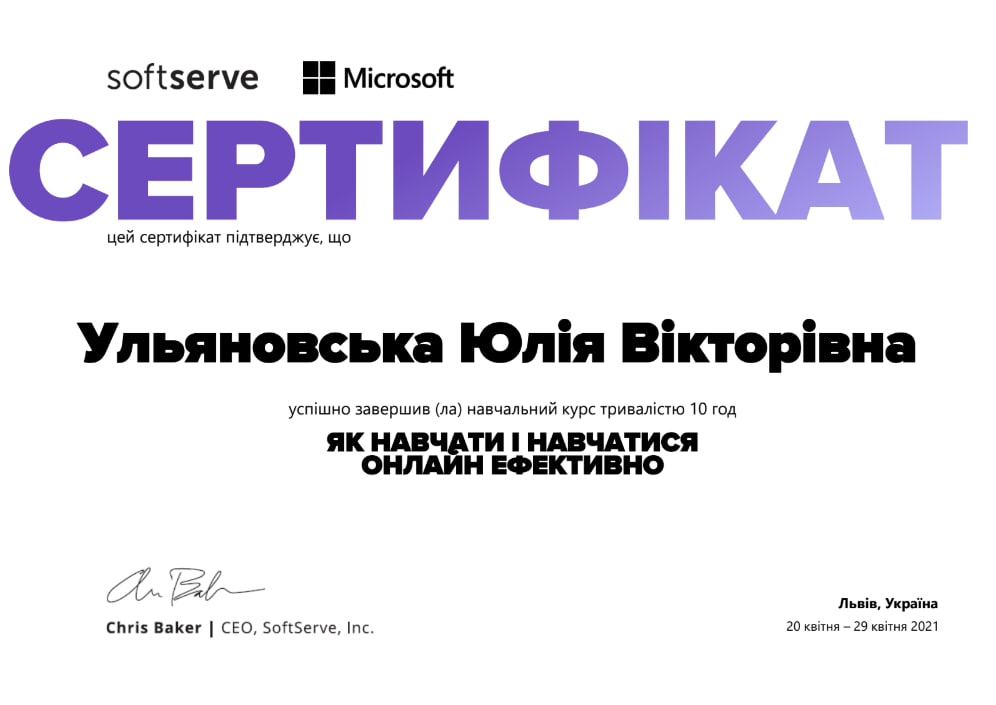 softserve Microsoft
СЕРТИФІКАТ
цей сертифікат підтверджує, що
Ульяновська Юлія Вікторівна
успішно завершив (ла) навчальний курс тривалістю 10 год
ЯК НАВЧАТИ І НАВЧАТИСЯ
ОНЛАЙН ЕФЕКТИВНО
Chris Baker | CEO, SoftServe, Inc.
Львів, Україна
20 квітня – 29 квітня 2021